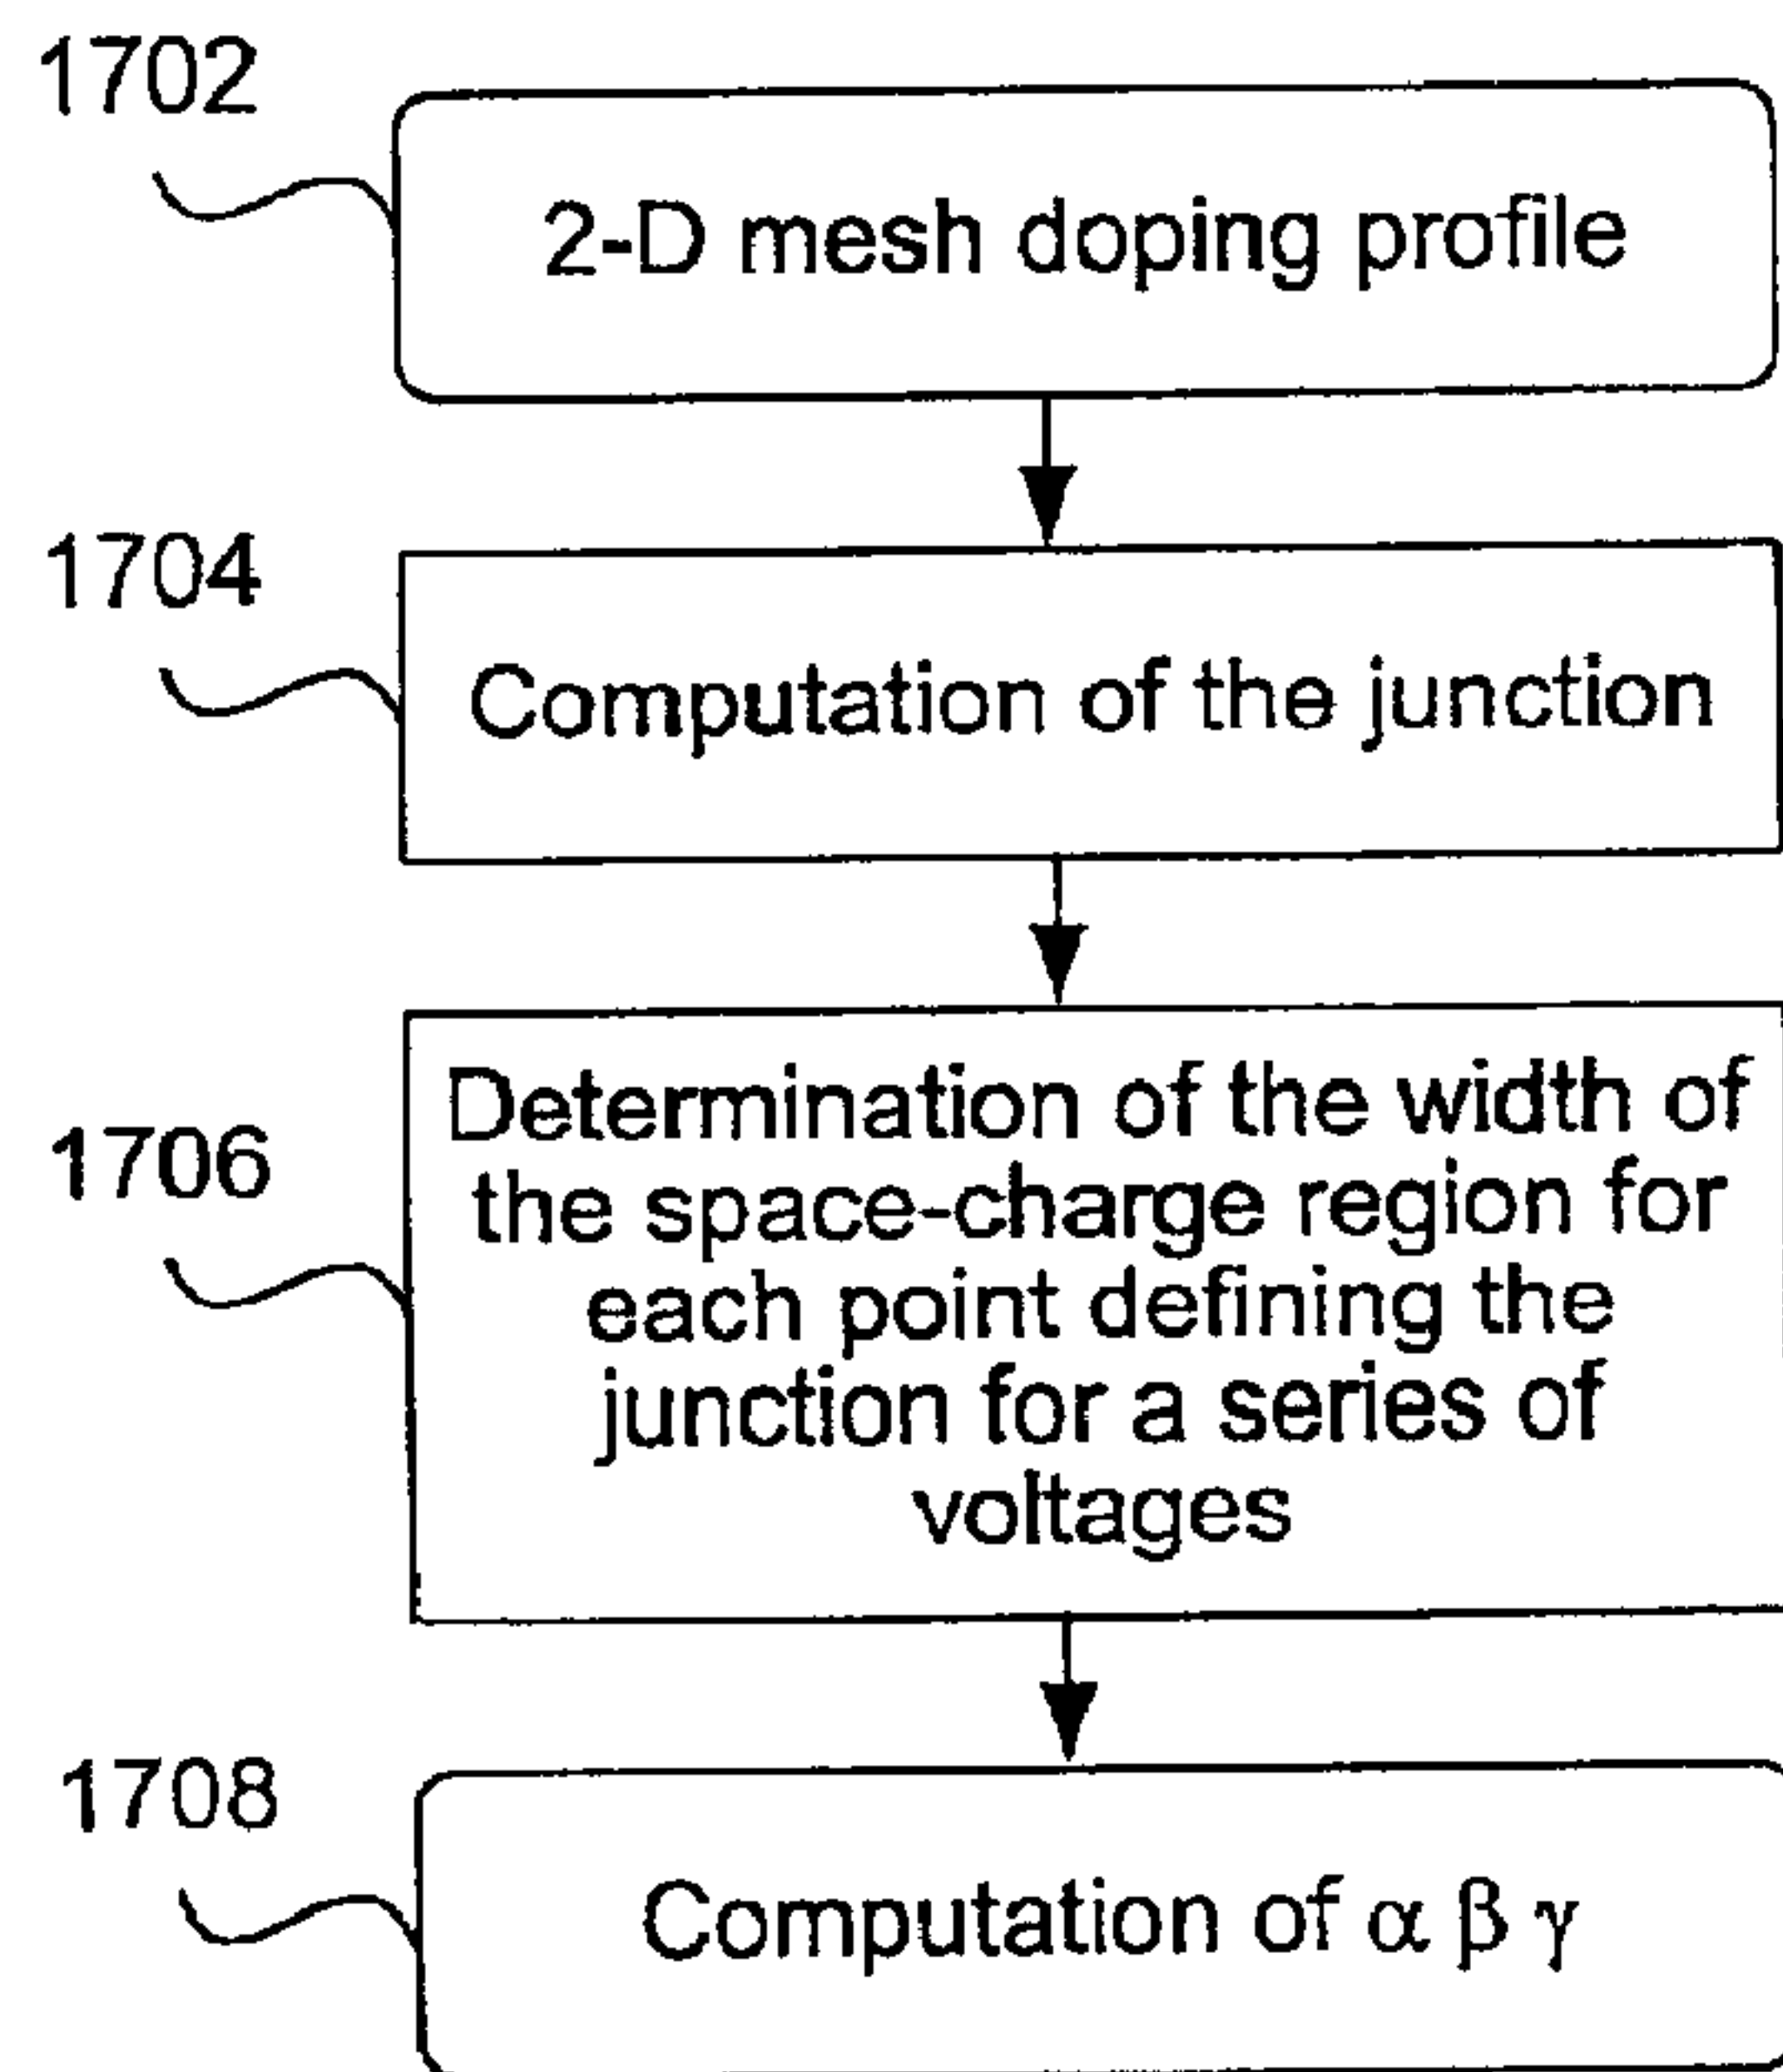 1702
2-D mesh doping profile
1704
Computation of the junction
1706
Determination of the width of
the space-charge region for
each point defining the
junction for a series of
voltages
1708
Computation of α β γ